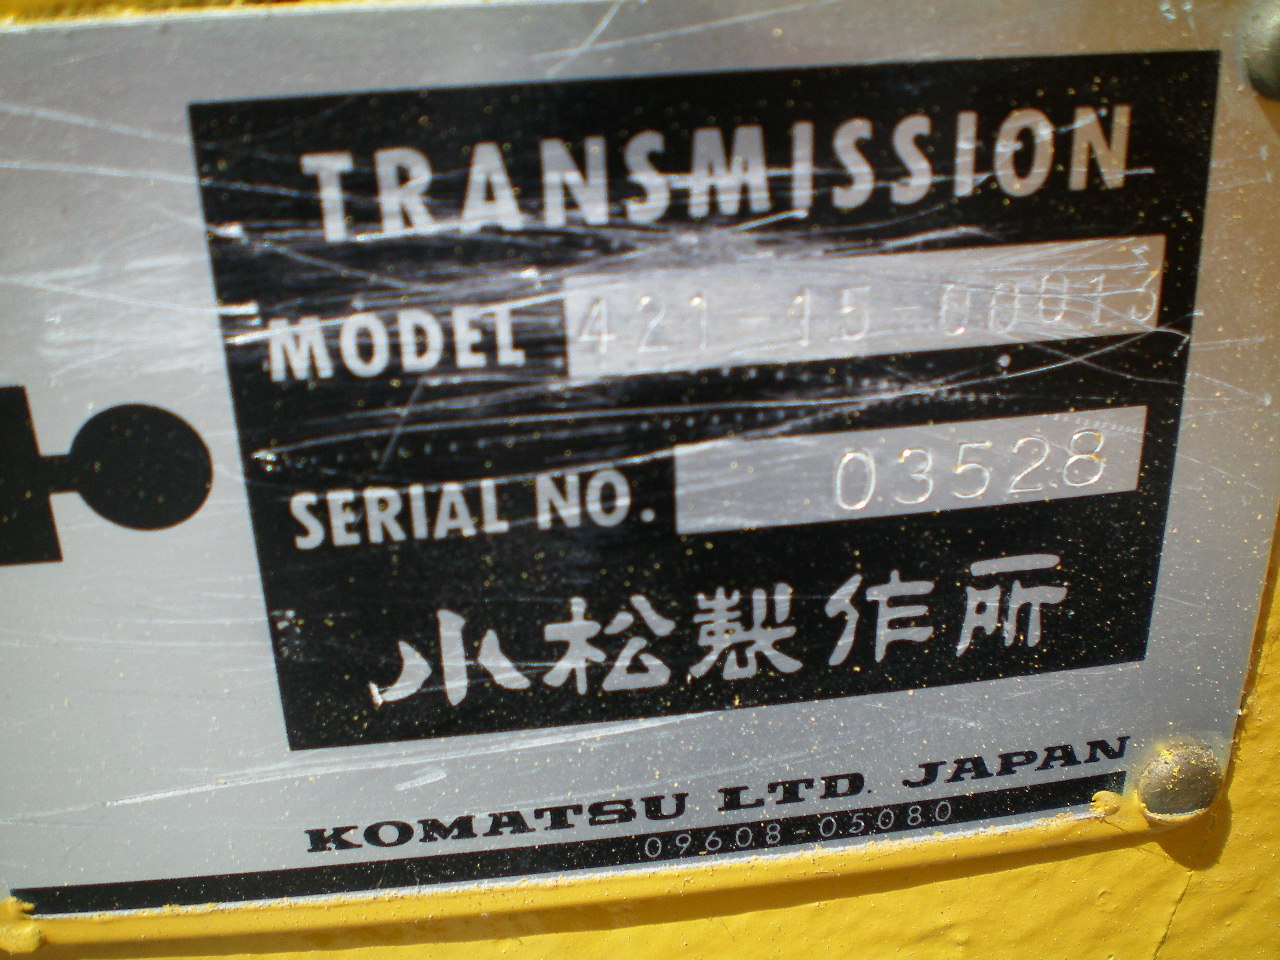 TRANSMISSION
MODEL 421-15-00013
SERIAL NO. 03528
小松製作所
KOMATSU LTD. JAPAN
09608-05080